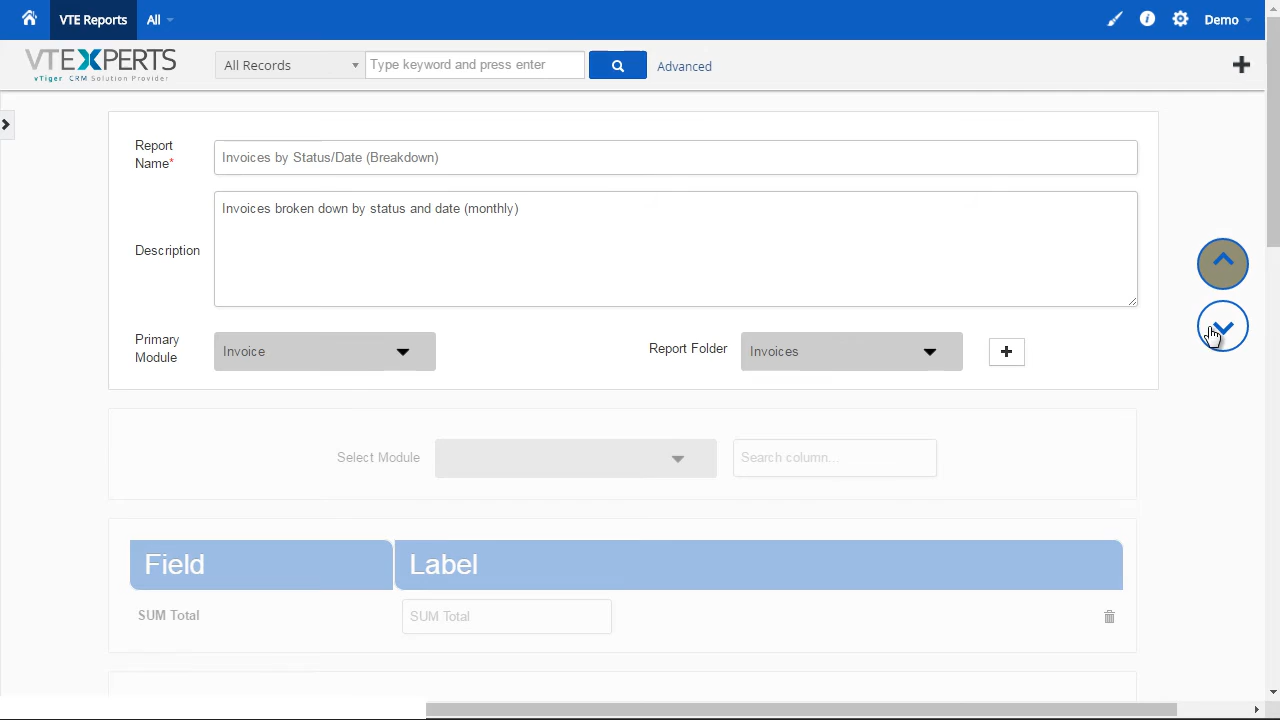 VTE Reports
All
Demo
VTEXPERTS
vTiger CRM Solution Provider
All Records
Type keyword and press enter
Advanced
Report
Name*
Invoices by Status/Date (Breakdown)
Description
Invoices broken down by status and date (monthly)
Primary
Module
Invoice
Report Folder
Invoices
Select Module
Search column...
Field
Label
SUM Total
SUM Total